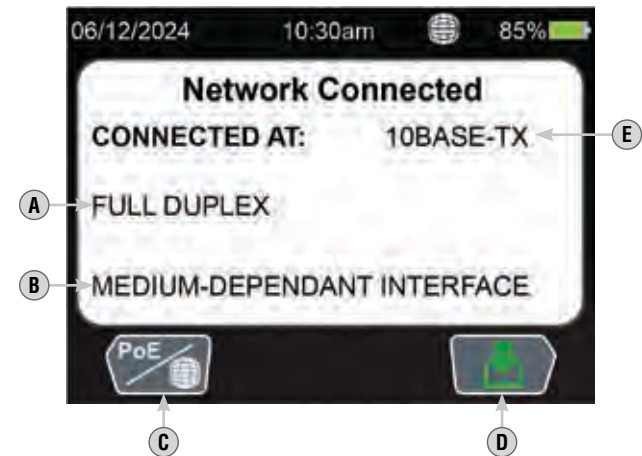 06/12/2024 10:30am 85%
Network Connected
CONNECTED AT: 10BASE-TX
E
A
FULL DUPLEX
B
MEDIUM-DEPENDANT INTERFACE
PoE
C
D